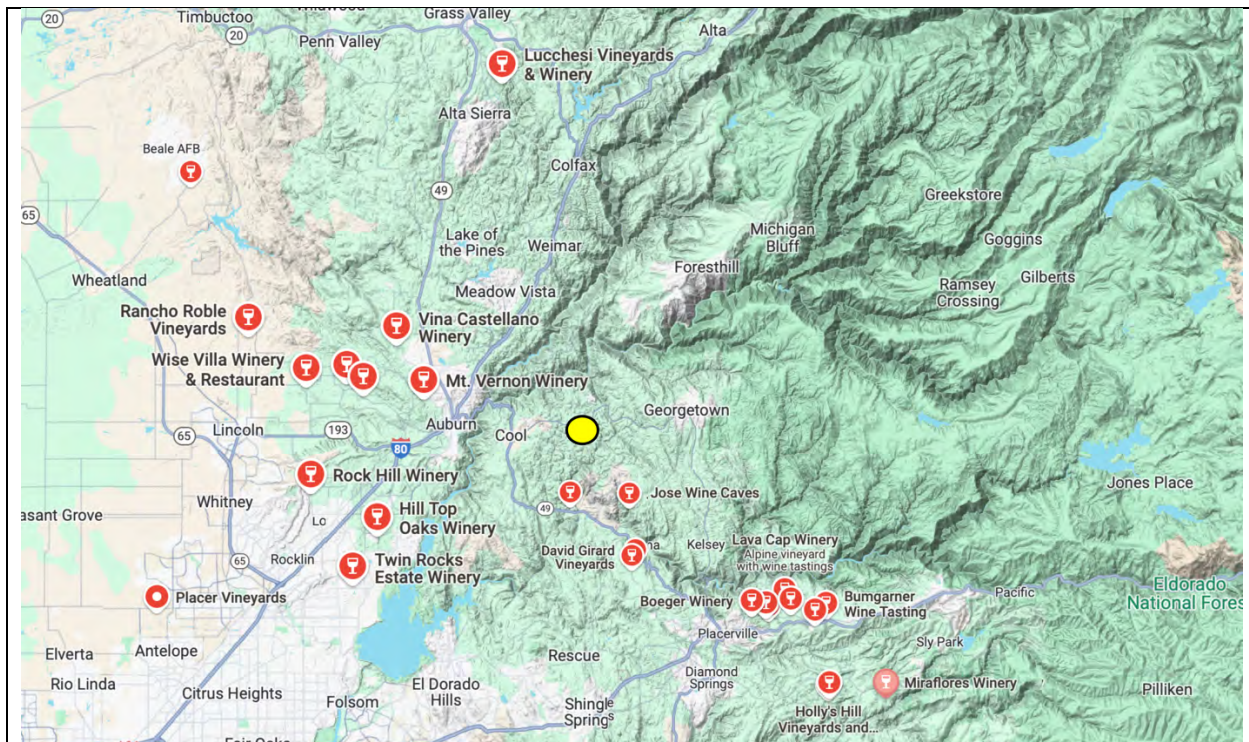 20
Timbuctoo
20
Penn Valley
Grass Valley
Alta
Lucchesi Vineyards
& Winery
Alta Sierra
Beale AFB
Colfax
49
65
Greekstore
Lake of
the Pines
Weimar
Michigan
Bluff
Goggins
Foresthill
Gilberts
Wheatland
Ramsey
Crossing
Meadow Vista
Rancho Roble
Vineyards
Vina Castellano
Winery
Wise Villa Winery
& Restaurant
Mt. Vernon Winery
Georgetown
Auburn
Cool
Lincoln
193
65
80
Rock Hill Winery
Jones Place
Whitney
Jose Wine Caves
asant Grove
Lo
Hill Top
Oaks Winery
49
Lava Cap Winery
Alpine vineyard
with wine tastings
Kelsey
David Girard
Vineyards
na
Rocklin
65
Twin Rocks
Estate Winery
Pacific
Eldorado
National Fores
Placer Vineyards
Boeger Winery
Bumgarner
Wine Tasting
Placerville
Sly Park
Antelope
Elverta
Rescue
Diamond
Springs
Rio Linda
Citrus Heights
El Dorado
Hills
Miraflores Winery
Pilliken
Folsom
Shingle
Springs
Holly's Hill
Vineyards and...
Fair Oaks